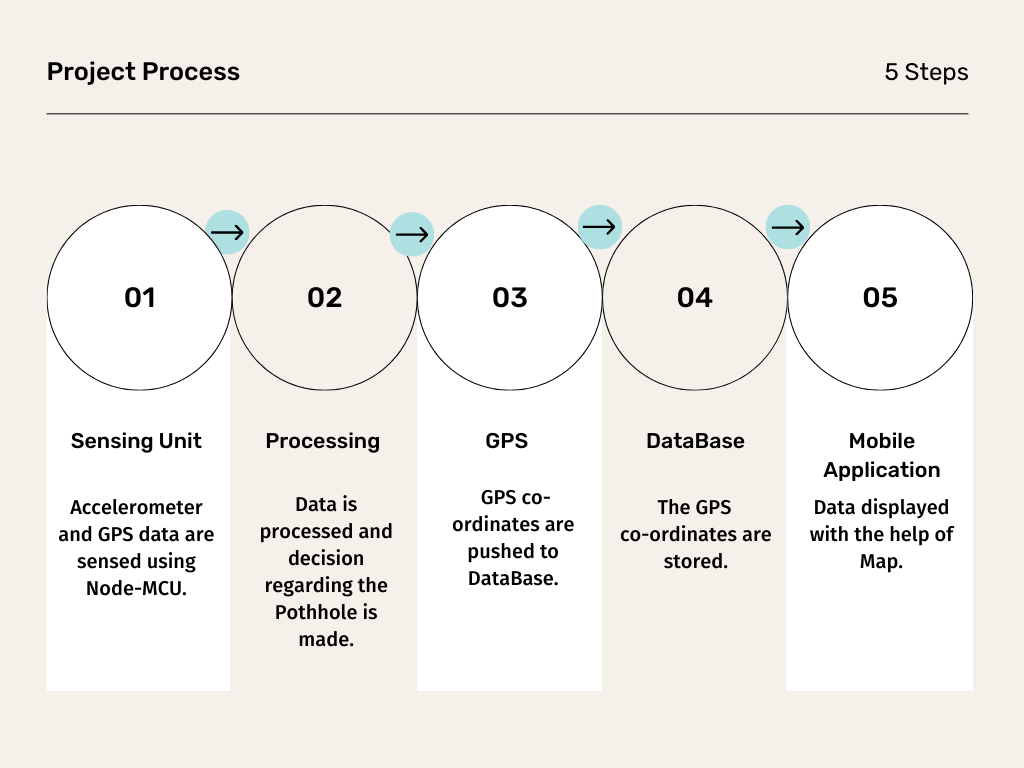 Project Process
5 Steps
01
02
03
04
05
Sensing Unit
Accelerometer
and GPS data are
sensed using
Node-MCU.
Processing
Data is
processed and
decision
regarding the
Pothhole is
made.
GPS
GPS co-
ordinates are
pushed to
DataBase.
DataBase
The GPS
co-ordinates are
stored.
Mobile
Application
Data displayed
with the help of
Map.